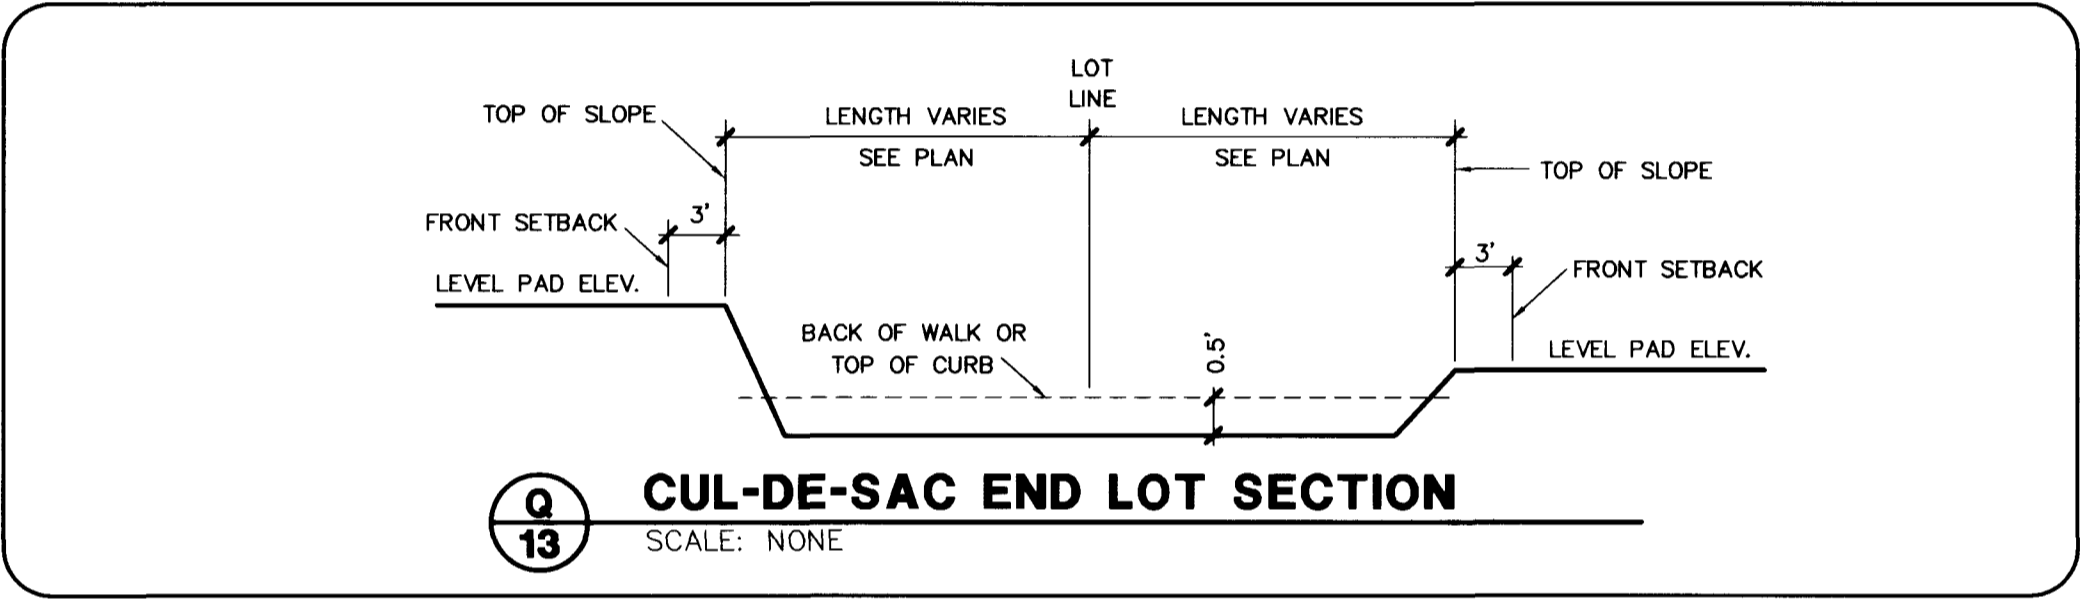 LOT
LINE
TOP OF SLOPE
LENGTH VARIES
SEE PLAN
LENGTH VARIES
SEE PLAN
TOP OF SLOPE
FRONT SETBACK
3'
LEVEL PAD ELEV.
3'
FRONT SETBACK
BACK OF WALK OR
TOP OF CURB
0.5'
LEVEL PAD ELEV.
Q
13
CUL-DE-SAC END LOT SECTION
SCALE: NONE